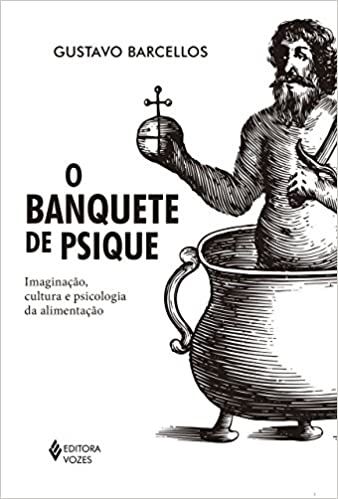 GUSTAVO BARCELLOS
O
BANQUETE
DE PSIQUE
Imaginação,
cultura e psicologia
da alimentação
EDITORA
VOZES